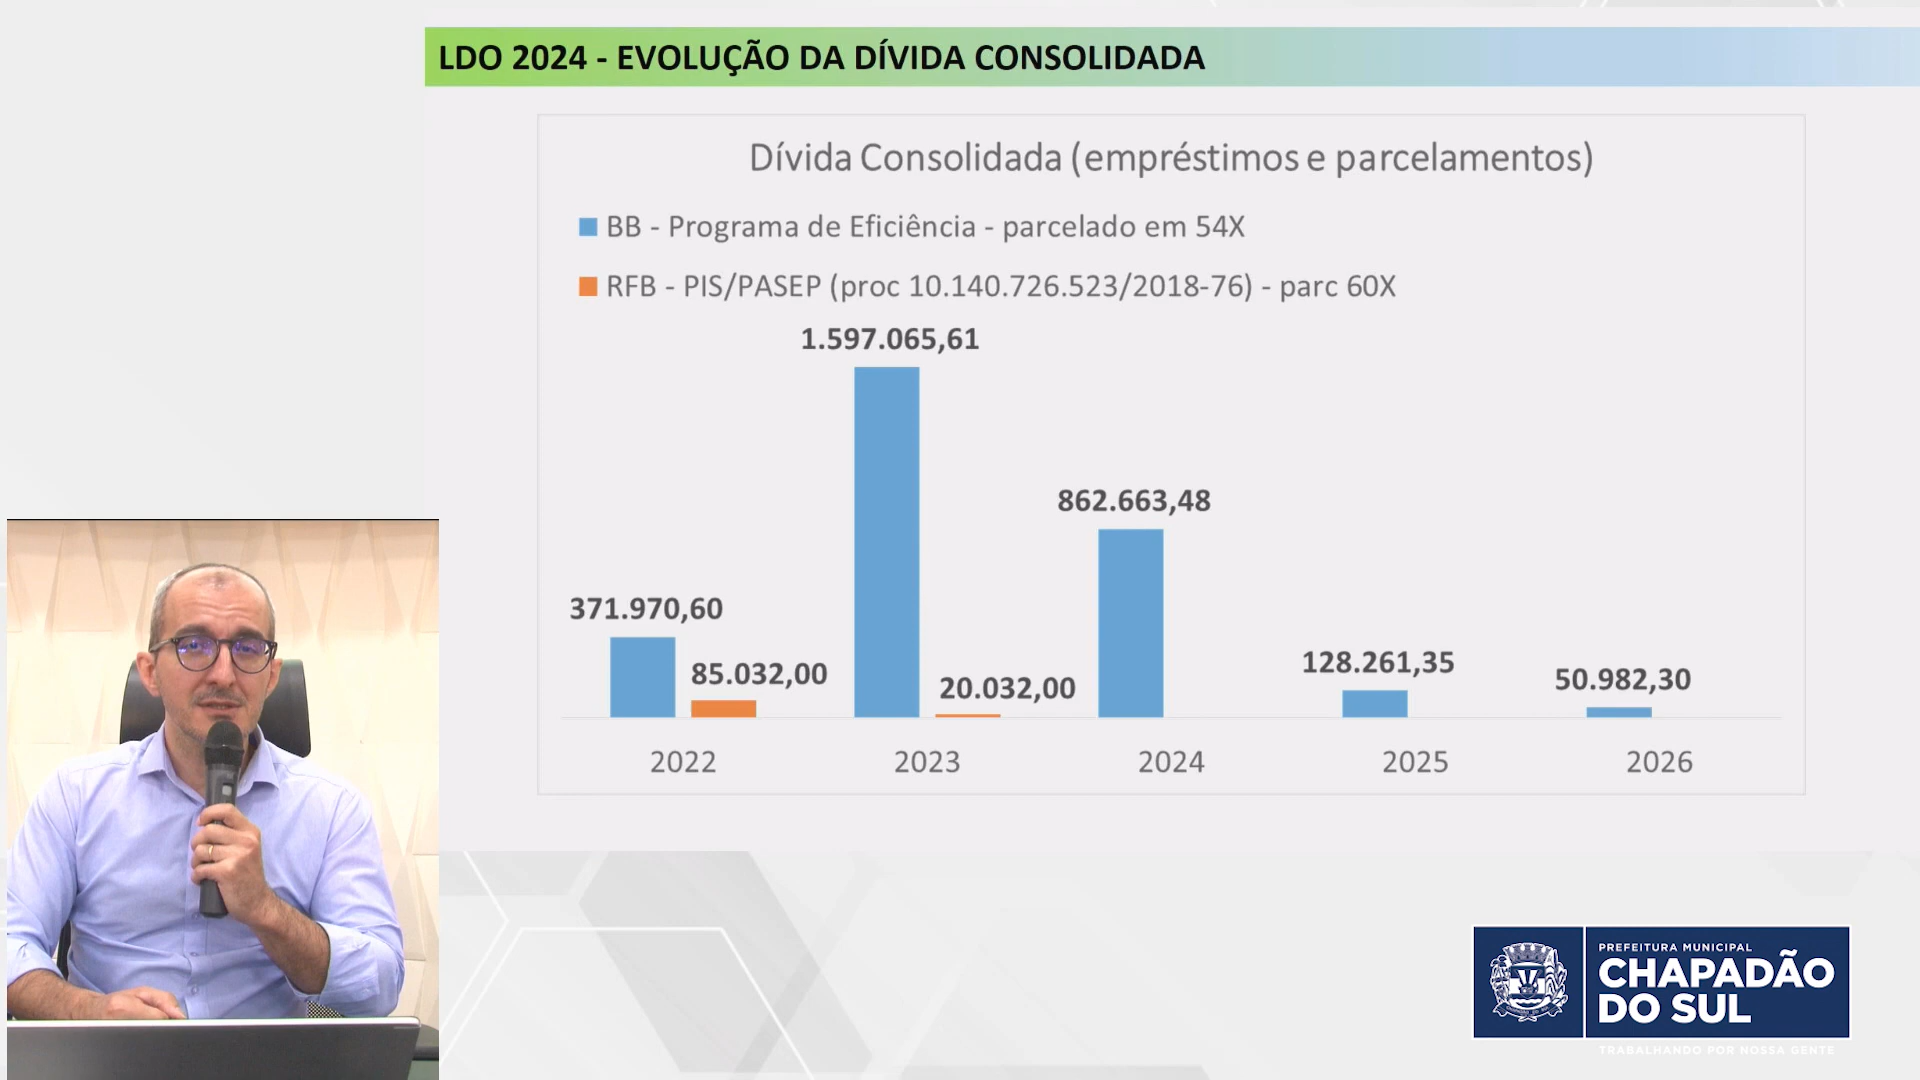 LDO 2024 - EVOLUÇÃO DA DÍVIDA CONSOLIDADA
Dívida Consolidada (empréstimos e parcelamentos)
BB - Programa de Eficiência - parcelado em 54X
RFB - PIS/PASEP (proc 10.140.726.523/2018-76) - parc 60X
1.597.065,61
862.663,48
371.970,60
85.032,00
20.032,00
128.261,35
50.982,30
2022 2023 2024 2025 2026
PREFEITURA MUNICIPAL
CHAPADÃO
DO SUL
TRABALHANDO POR NOSSA GENTE